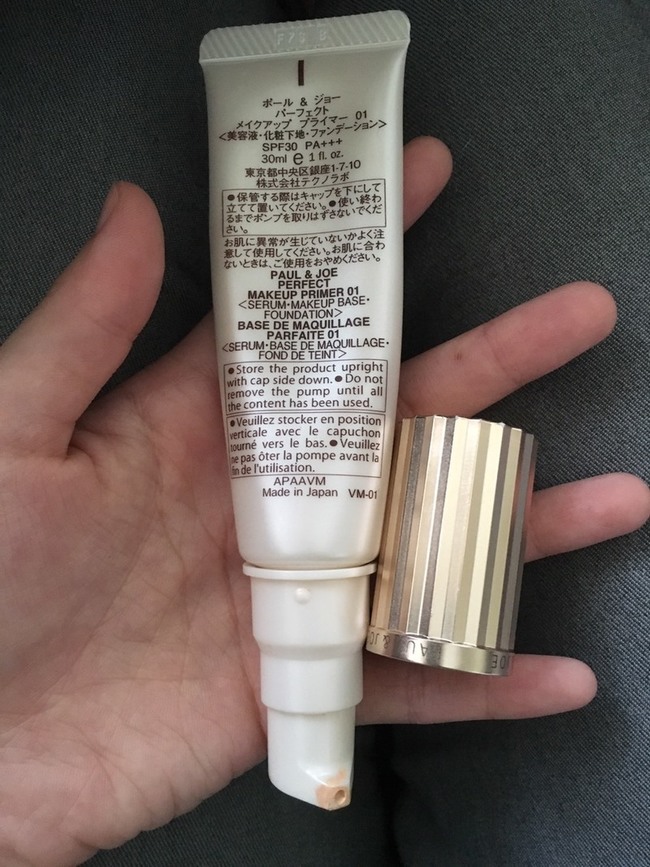 ポール & ジョー
パーフェクト
メイクアップ プライマー 01
<美容液・化粧下地・ファンデーション>
SPF30 PA+++
30ml e 1 fl. oz.
東京都中央区銀座1-7-10
株式会社テクノラボ
●保管する際はキャップを下にして
立てて置いてください。●使い終わ
るまでポンプを取りはずさないでくだ
さい。
お肌に異常が生じていないかよく注
意して使用してください。お肌に合わ
ないときは、ご使用をおやめください。
PAUL & JOE
PERFECT
MAKEUP PRIMER 01
<SERUM・MAKEUP BASE・
FOUNDATION>
BASE DE MAQUILLAGE
PARFAITE 01
<SERUM・BASE DE MAQUILLAGE・
FOND DE TEINT>
●Store the product upright
with cap side down.●Do not
remove the pump until all
the content has been used.
●Veuillez stocker en position
verticale avec le capuchon
tourné vers le bas.●Veuillez
ne pas ôter la pompe avant la
fin de l'utilisation.
APAAVM
Made in Japan VM-01